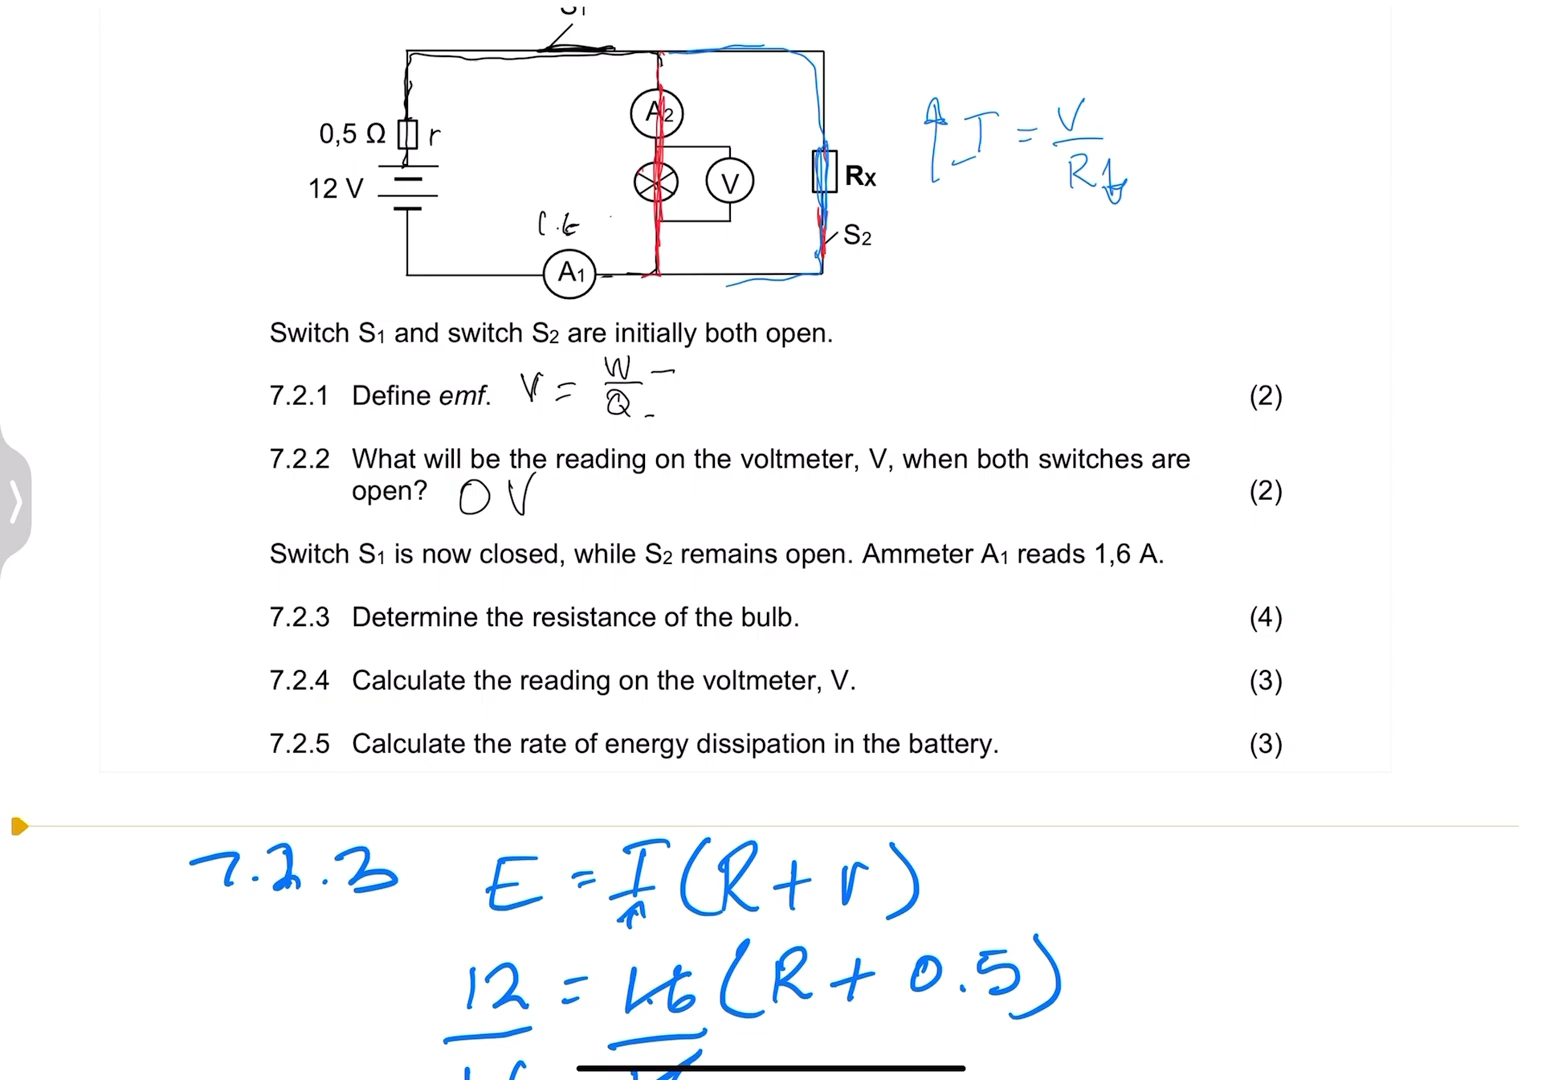 0,5 Ω r
12 V
A2
V
Rx
S2
A1
I = V
R
Switch S1 and switch S2 are initially both open.
7.2.1 Define emf. V = W
Q
(2)
7.2.2 What will be the reading on the voltmeter, V, when both switches are
open? 0 V (2)
Switch S1 is now closed, while S2 remains open. Ammeter A1 reads 1,6 A.
7.2.3 Determine the resistance of the bulb. (4)
7.2.4 Calculate the reading on the voltmeter, V. (3)
7.2.5 Calculate the rate of energy dissipation in the battery. (3)
7.2.3 E = I(R + r)
12 = 1.6(R + 0.5)